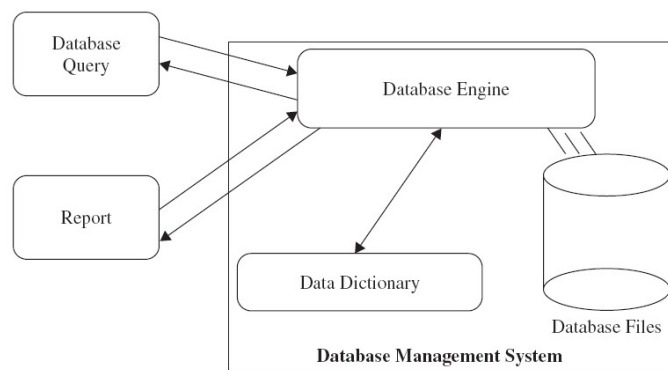 Database
Query
Database Engine
Report
Data Dictionary
Database Files
Database Management System